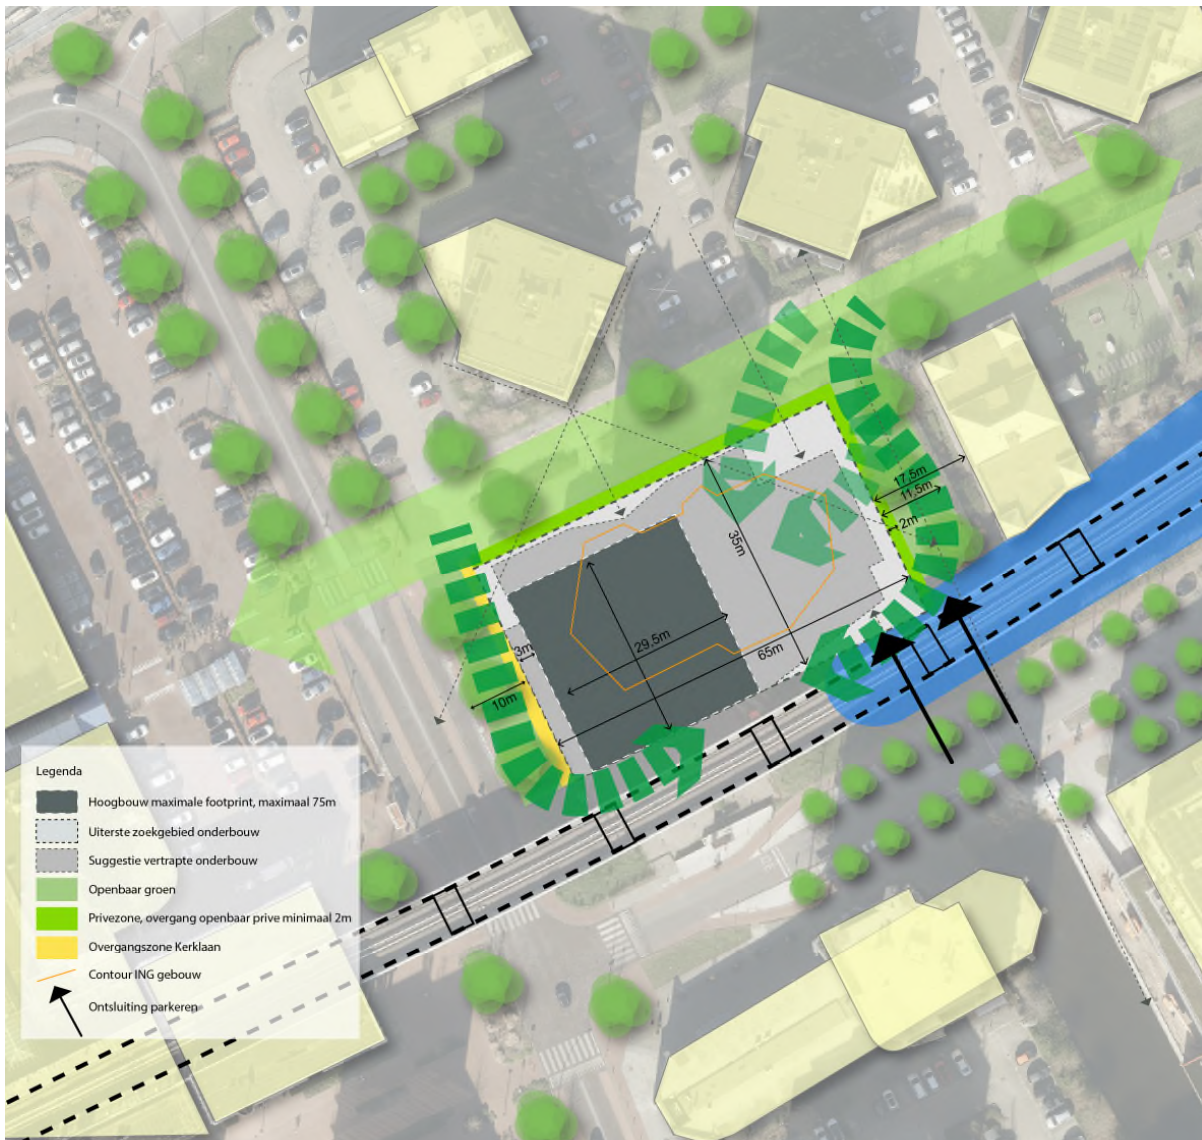 17,5m
11,5m
2m
35m
29,5m
65m
3m
10m
Legenda
Hoogbouw maximale footprint, maximaal 75m
Uiterste zoekgebied onderbouw
Suggestie vertrapte onderbouw
Openbaar groen
Privezone, overgang openbaar prive minimaal 2m
Overgangszone Kerklaan
Contour ING gebouw
Ontsluiting parkeren